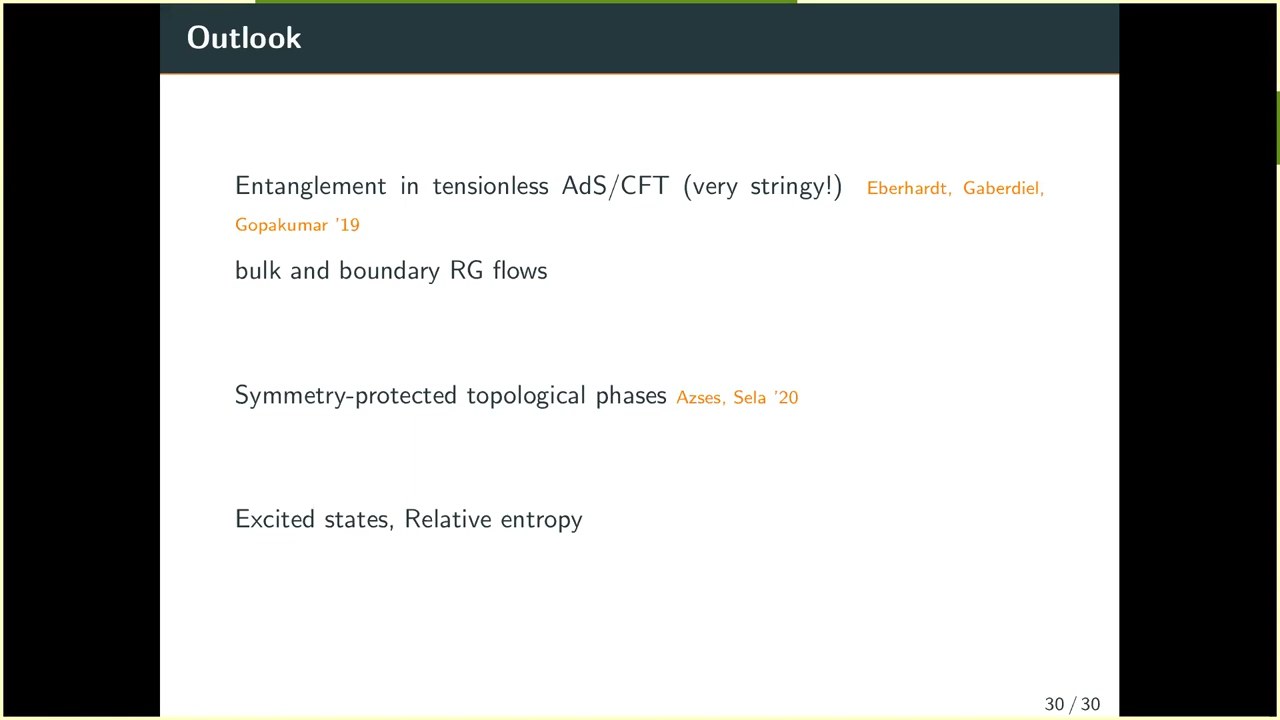 Outlook
Entanglement in tensionless AdS/CFT (very stringy!) Eberhardt, Gaberdiel,
Gopakumar '19
bulk and boundary RG flows
Symmetry-protected topological phases Azses, Sela '20
Excited states, Relative entropy
30 / 30